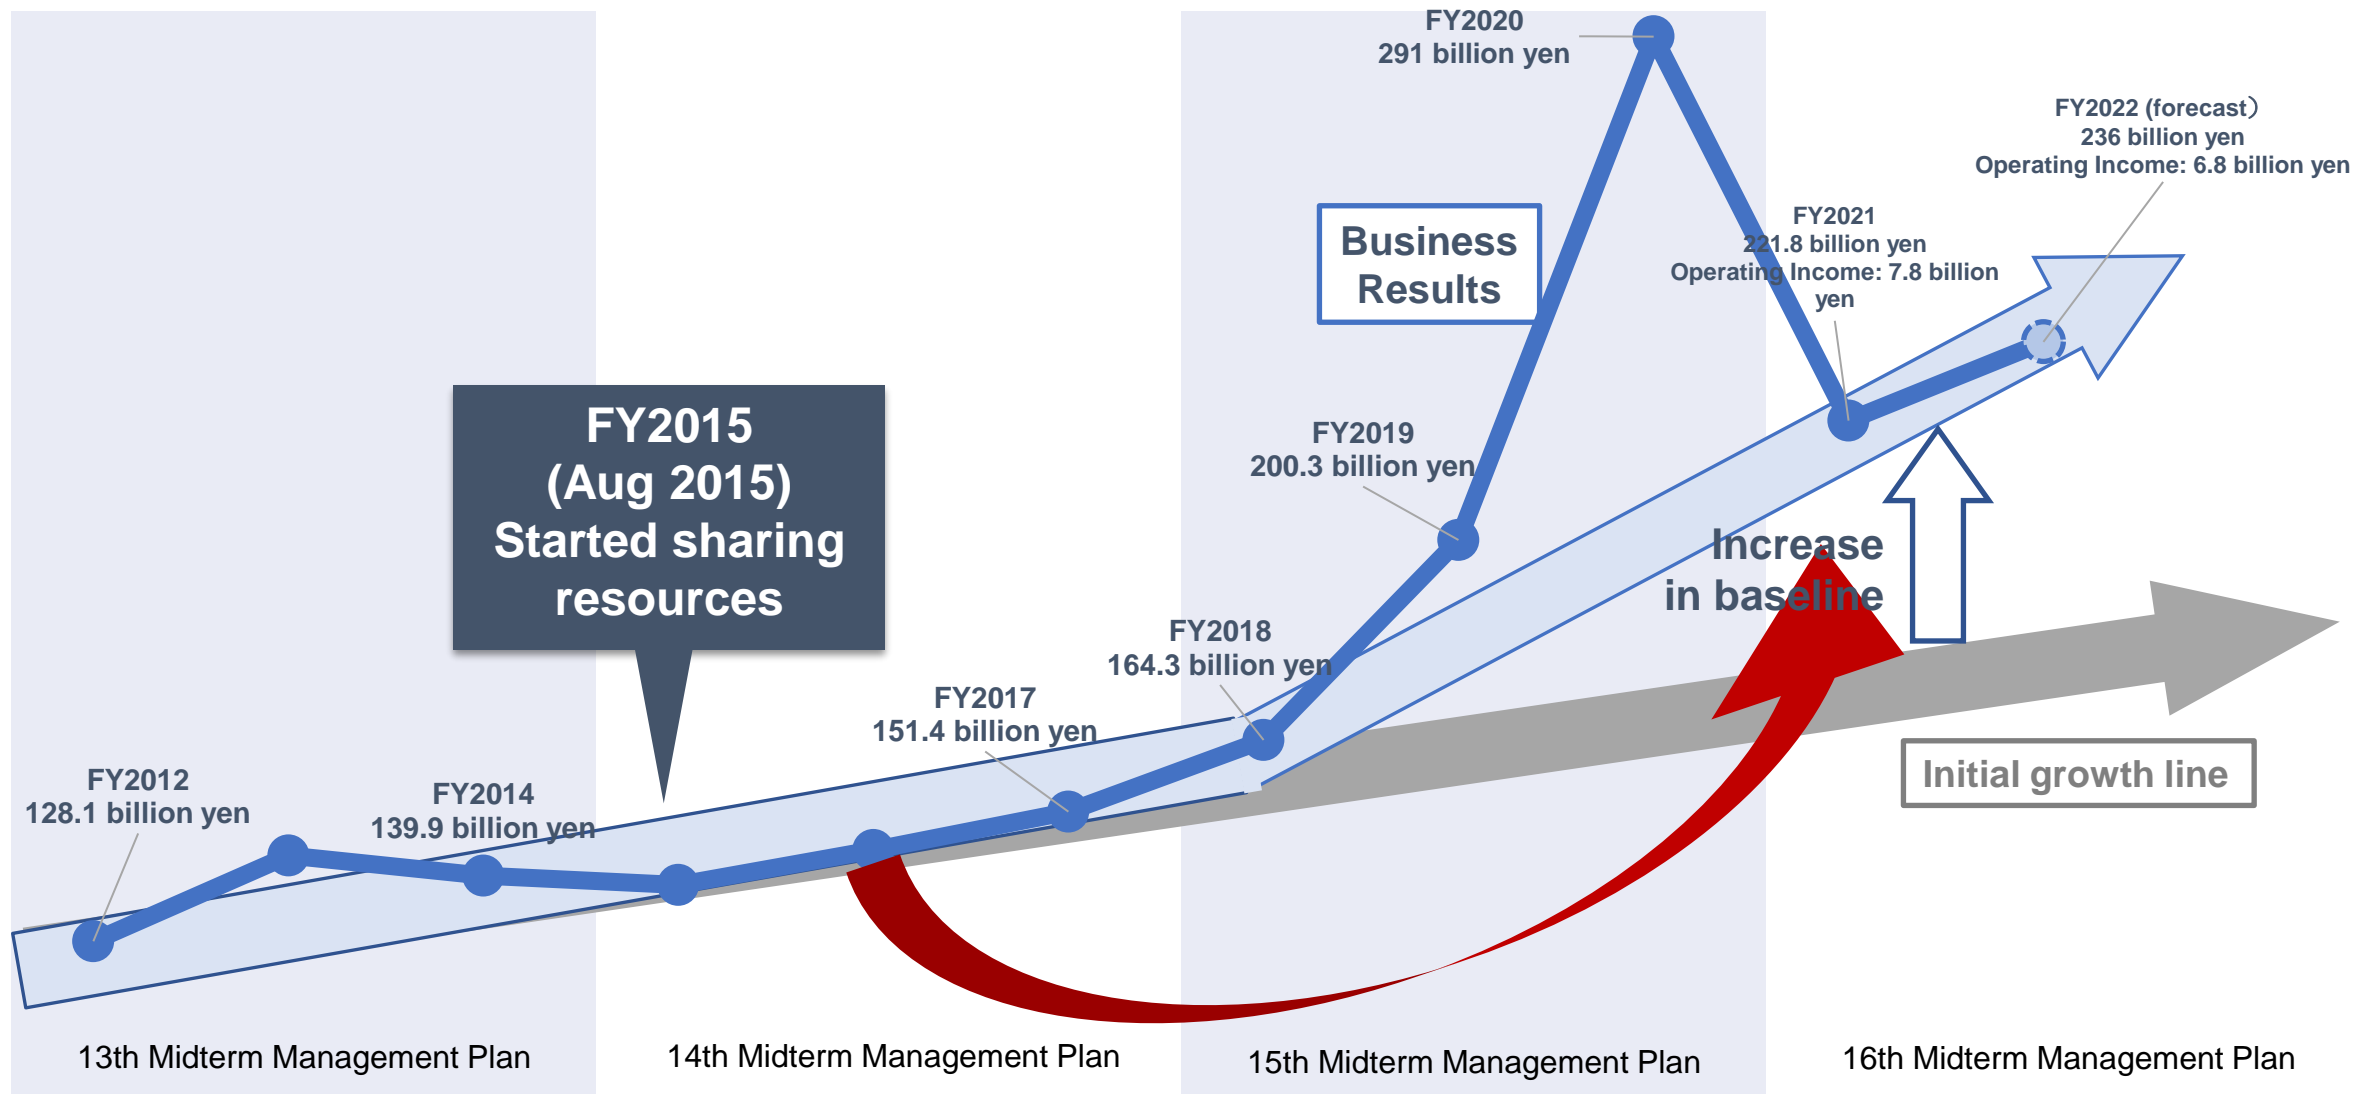 FY2020
291 billion yen
FY2022 (forecast）
236 billion yen
Operating Income: 6.8 billion yen
FY2021
221.8 billion yen
Operating Income: 7.8 billion
yen
Business
Results
FY2015
(Aug 2015)
Started sharing
resources
FY2019
200.3 billion yen
Increase
in baseline
FY2018
164.3 billion yen
FY2017
151.4 billion yen
FY2012
128.1 billion yen
FY2014
139.9 billion yen
Initial growth line
13th Midterm Management Plan
14th Midterm Management Plan
15th Midterm Management Plan
16th Midterm Management Plan